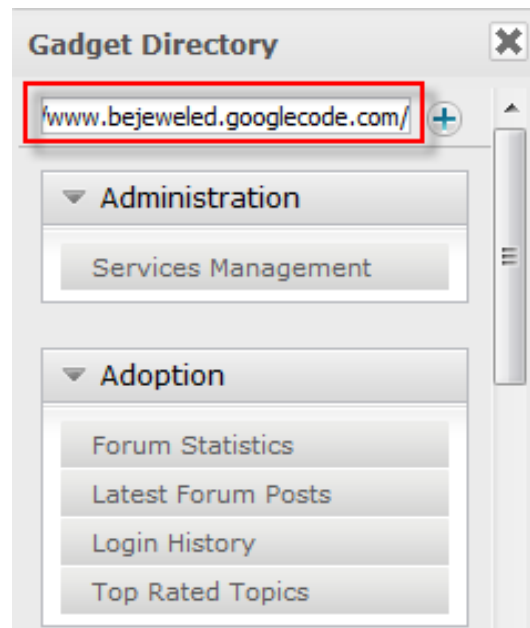 Gadget Directory
/www.bejeweled.googlecode.com/
Administration
Services Management
Adoption
Forum Statistics
Latest Forum Posts
Login History
Top Rated Topics